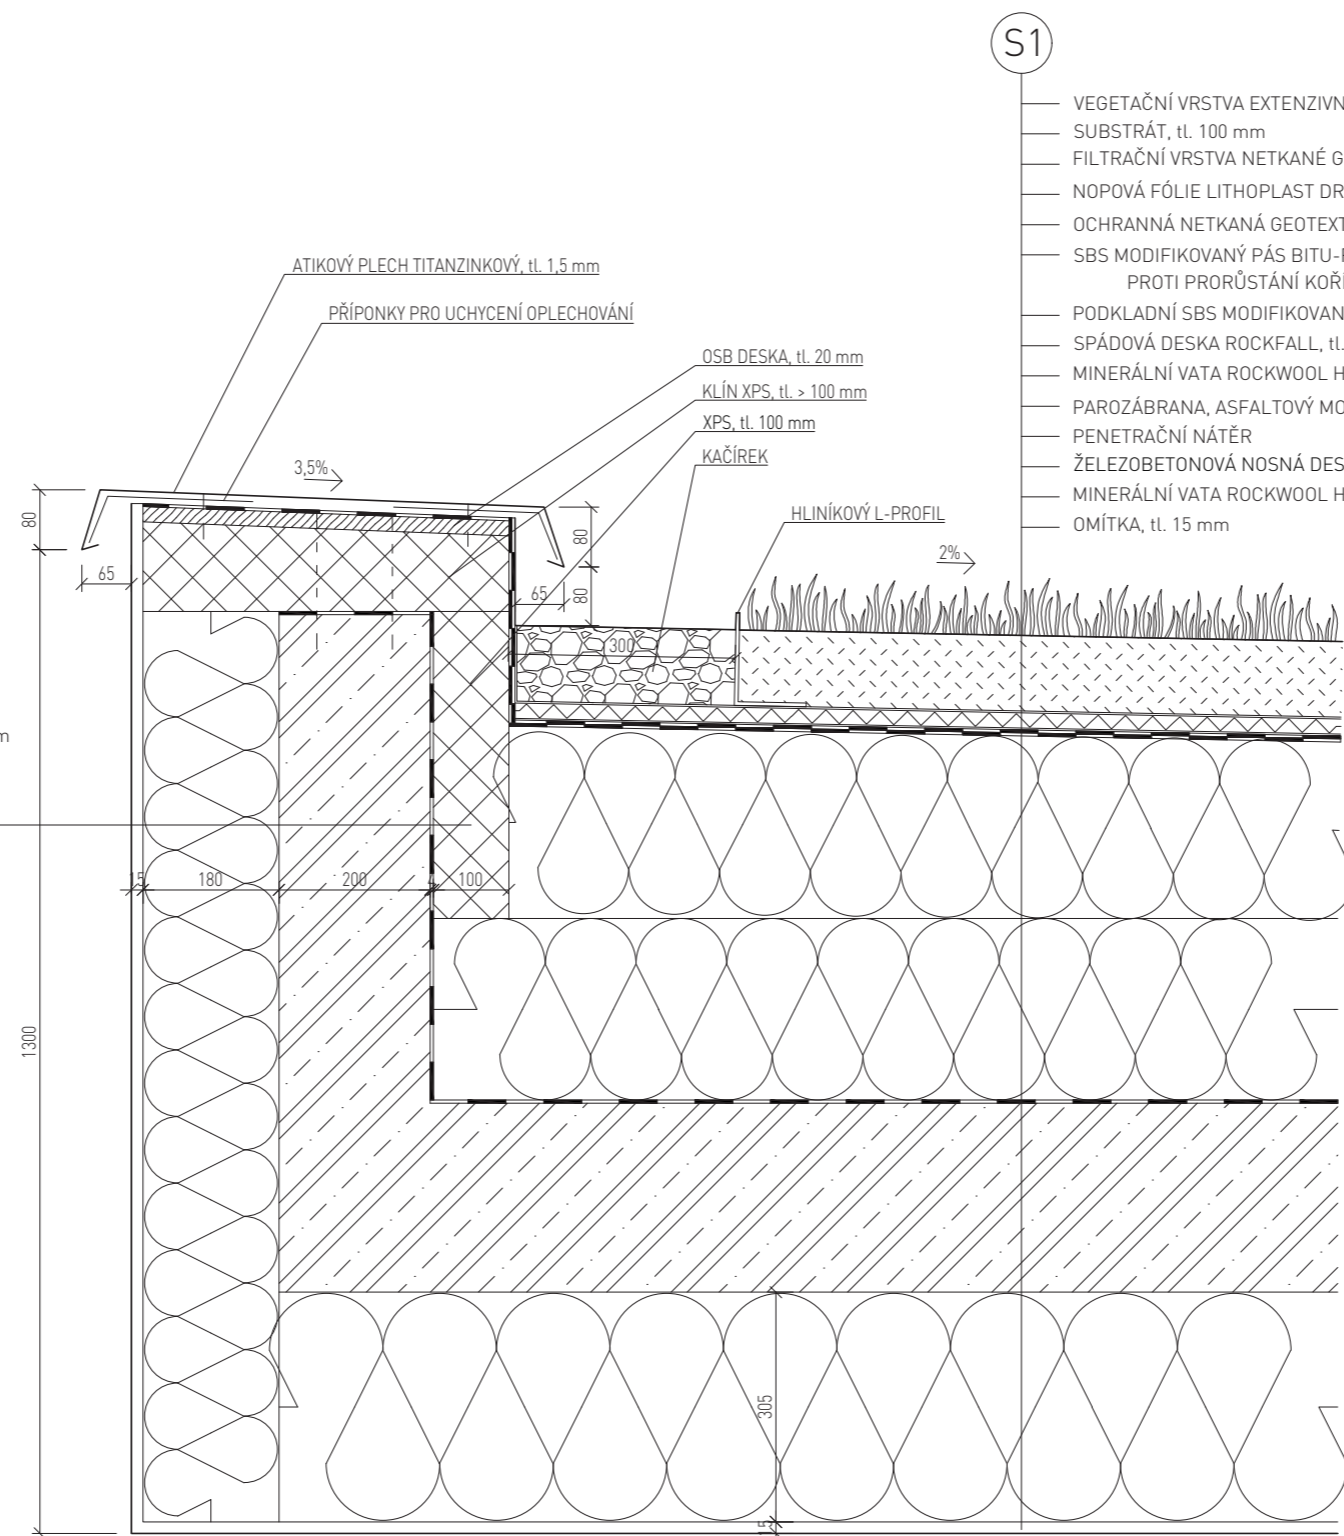 S1
VEGETAČNÍ VRSTVA EXTENZIVN
SUBSTRÁT, tl. 100 mm
FILTRAČNÍ VRSTVA NETKANÉ G
NOPOVÁ FÓLIE LITHOPLAST DR
OCHRANNÁ NETKANÁ GEOTEXT
SBS MODIFIKOVANÝ PÁS BITU-
PROTI PRORŮSTÁNÍ KOŘ
PODKLADNÍ SBS MODIFIKOVAN
SPÁDOVÁ DESKA ROCKFALL, tl.
MINERÁLNÍ VATA ROCKWOOL H
PAROZÁBRANA, ASFALTOVÝ MO
PENETRAČNÍ NÁTĚR
ŽELEZOBETONOVÁ NOSNÁ DES
MINERÁLNÍ VATA ROCKWOOL H
OMÍTKA, tl. 15 mm
ATIKOVÝ PLECH TITANZINKOVÝ, tl. 1,5 mm
PŘÍPONKY PRO UCHYCENÍ OPLECHOVÁNÍ
OSB DESKA, tl. 20 mm
KLÍN XPS, tl. > 100 mm
XPS, tl. 100 mm
KAČÍREK
HLINÍKOVÝ L-PROFIL
3,5%
2%
80
65
80
65
80
300
m
15
180
200
4
100
1300
305
15